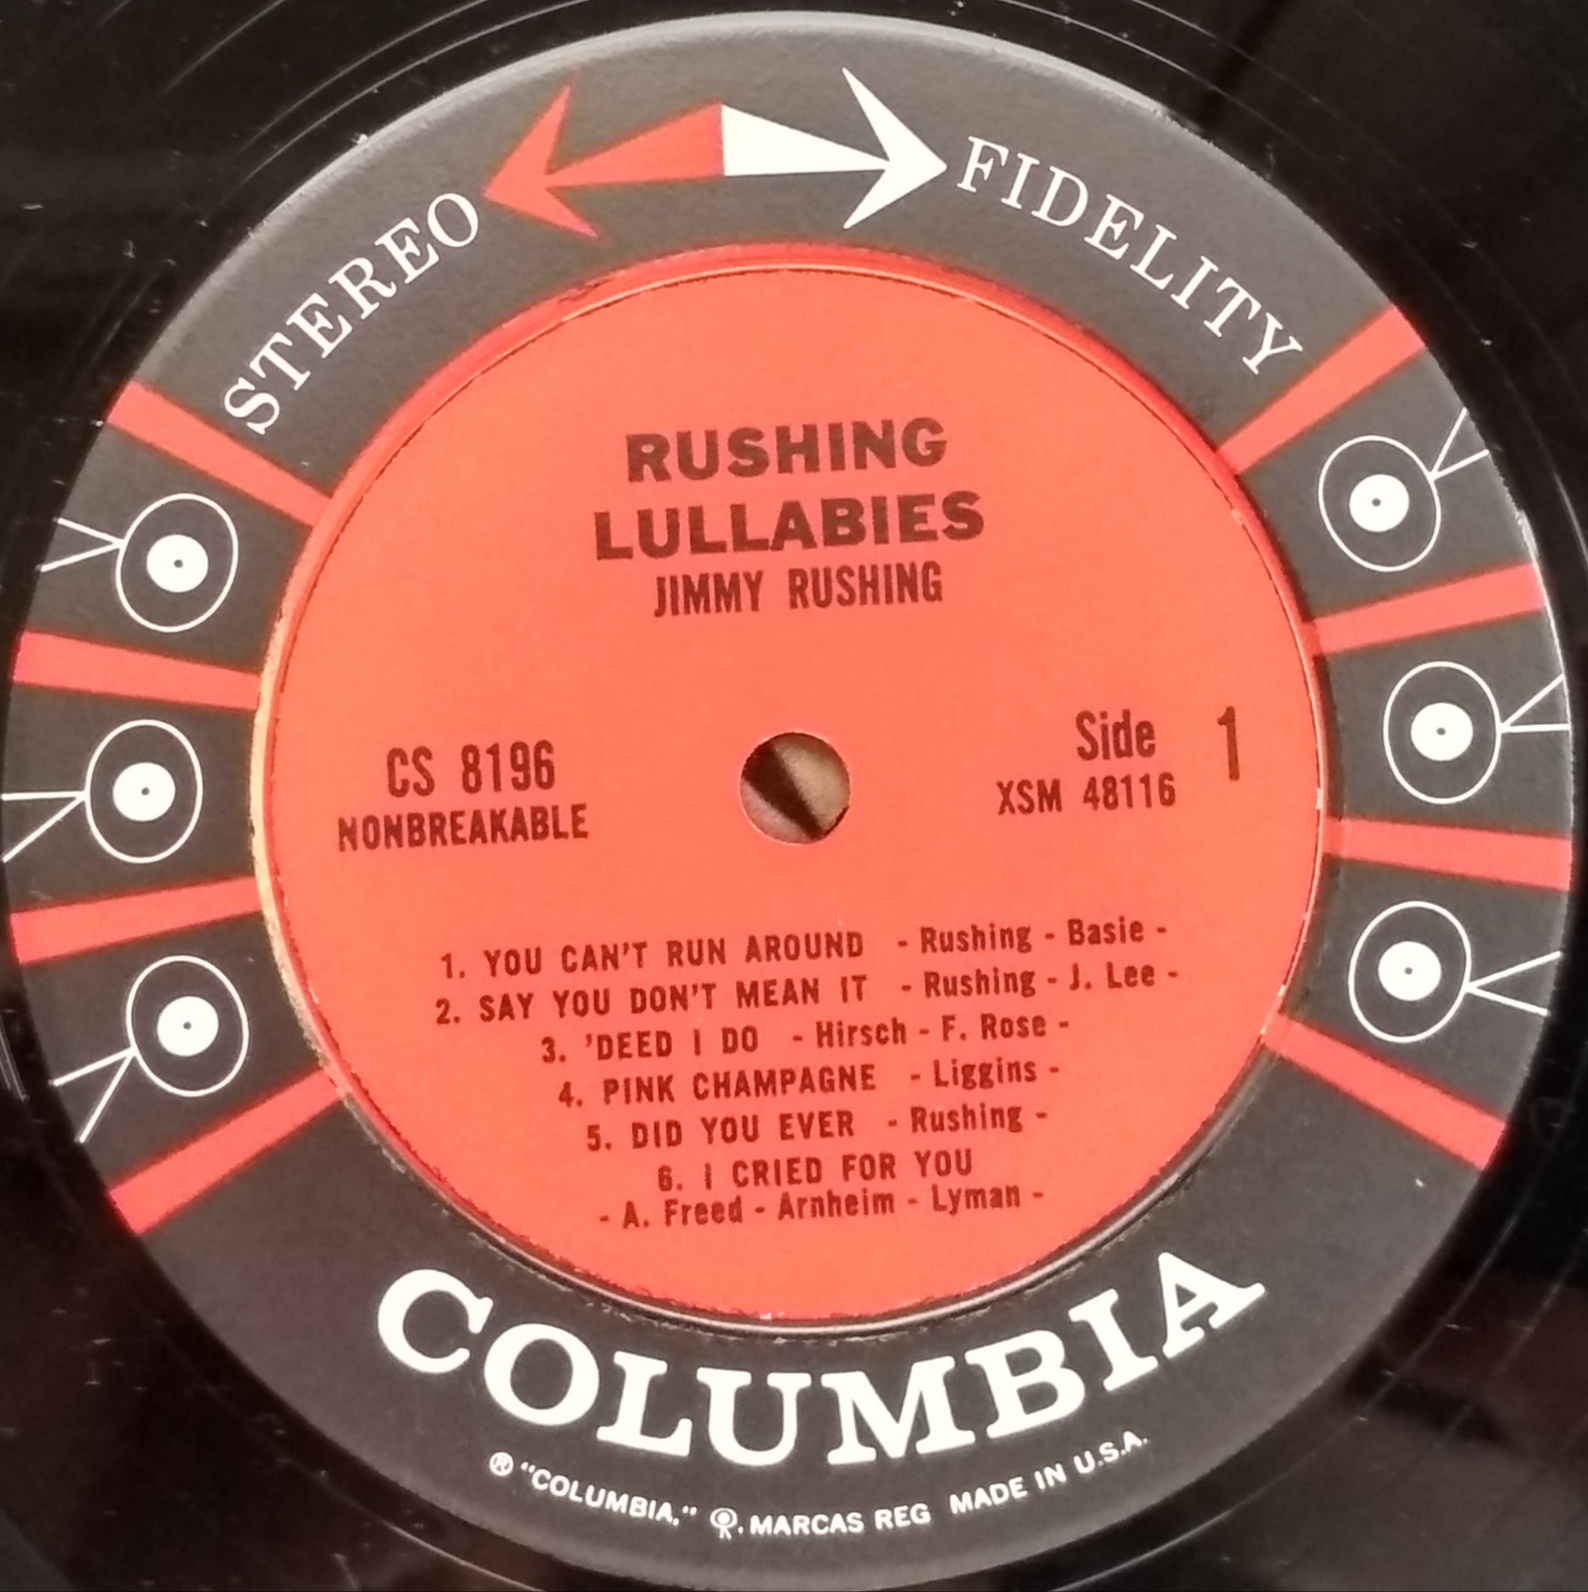 STEREO FIDELITY
RUSHING
LULLABIES
JIMMY RUSHING
CS 8196
NONBREAKABLE
Side 1
XSM 48116
1. YOU CAN'T RUN AROUND - Rushing - Basie -
2. SAY YOU DON'T MEAN IT - Rushing - J. Lee -
3. 'DEED I DO - Hirsch - F. Rose -
4. PINK CHAMPAGNE - Liggins -
5. DID YOU EVER - Rushing -
6. I CRIED FOR YOU
- A. Freed - Arnheim - Lyman -
COLUMBIA
® "COLUMBIA," . MARCAS REG MADE IN U.S.A.